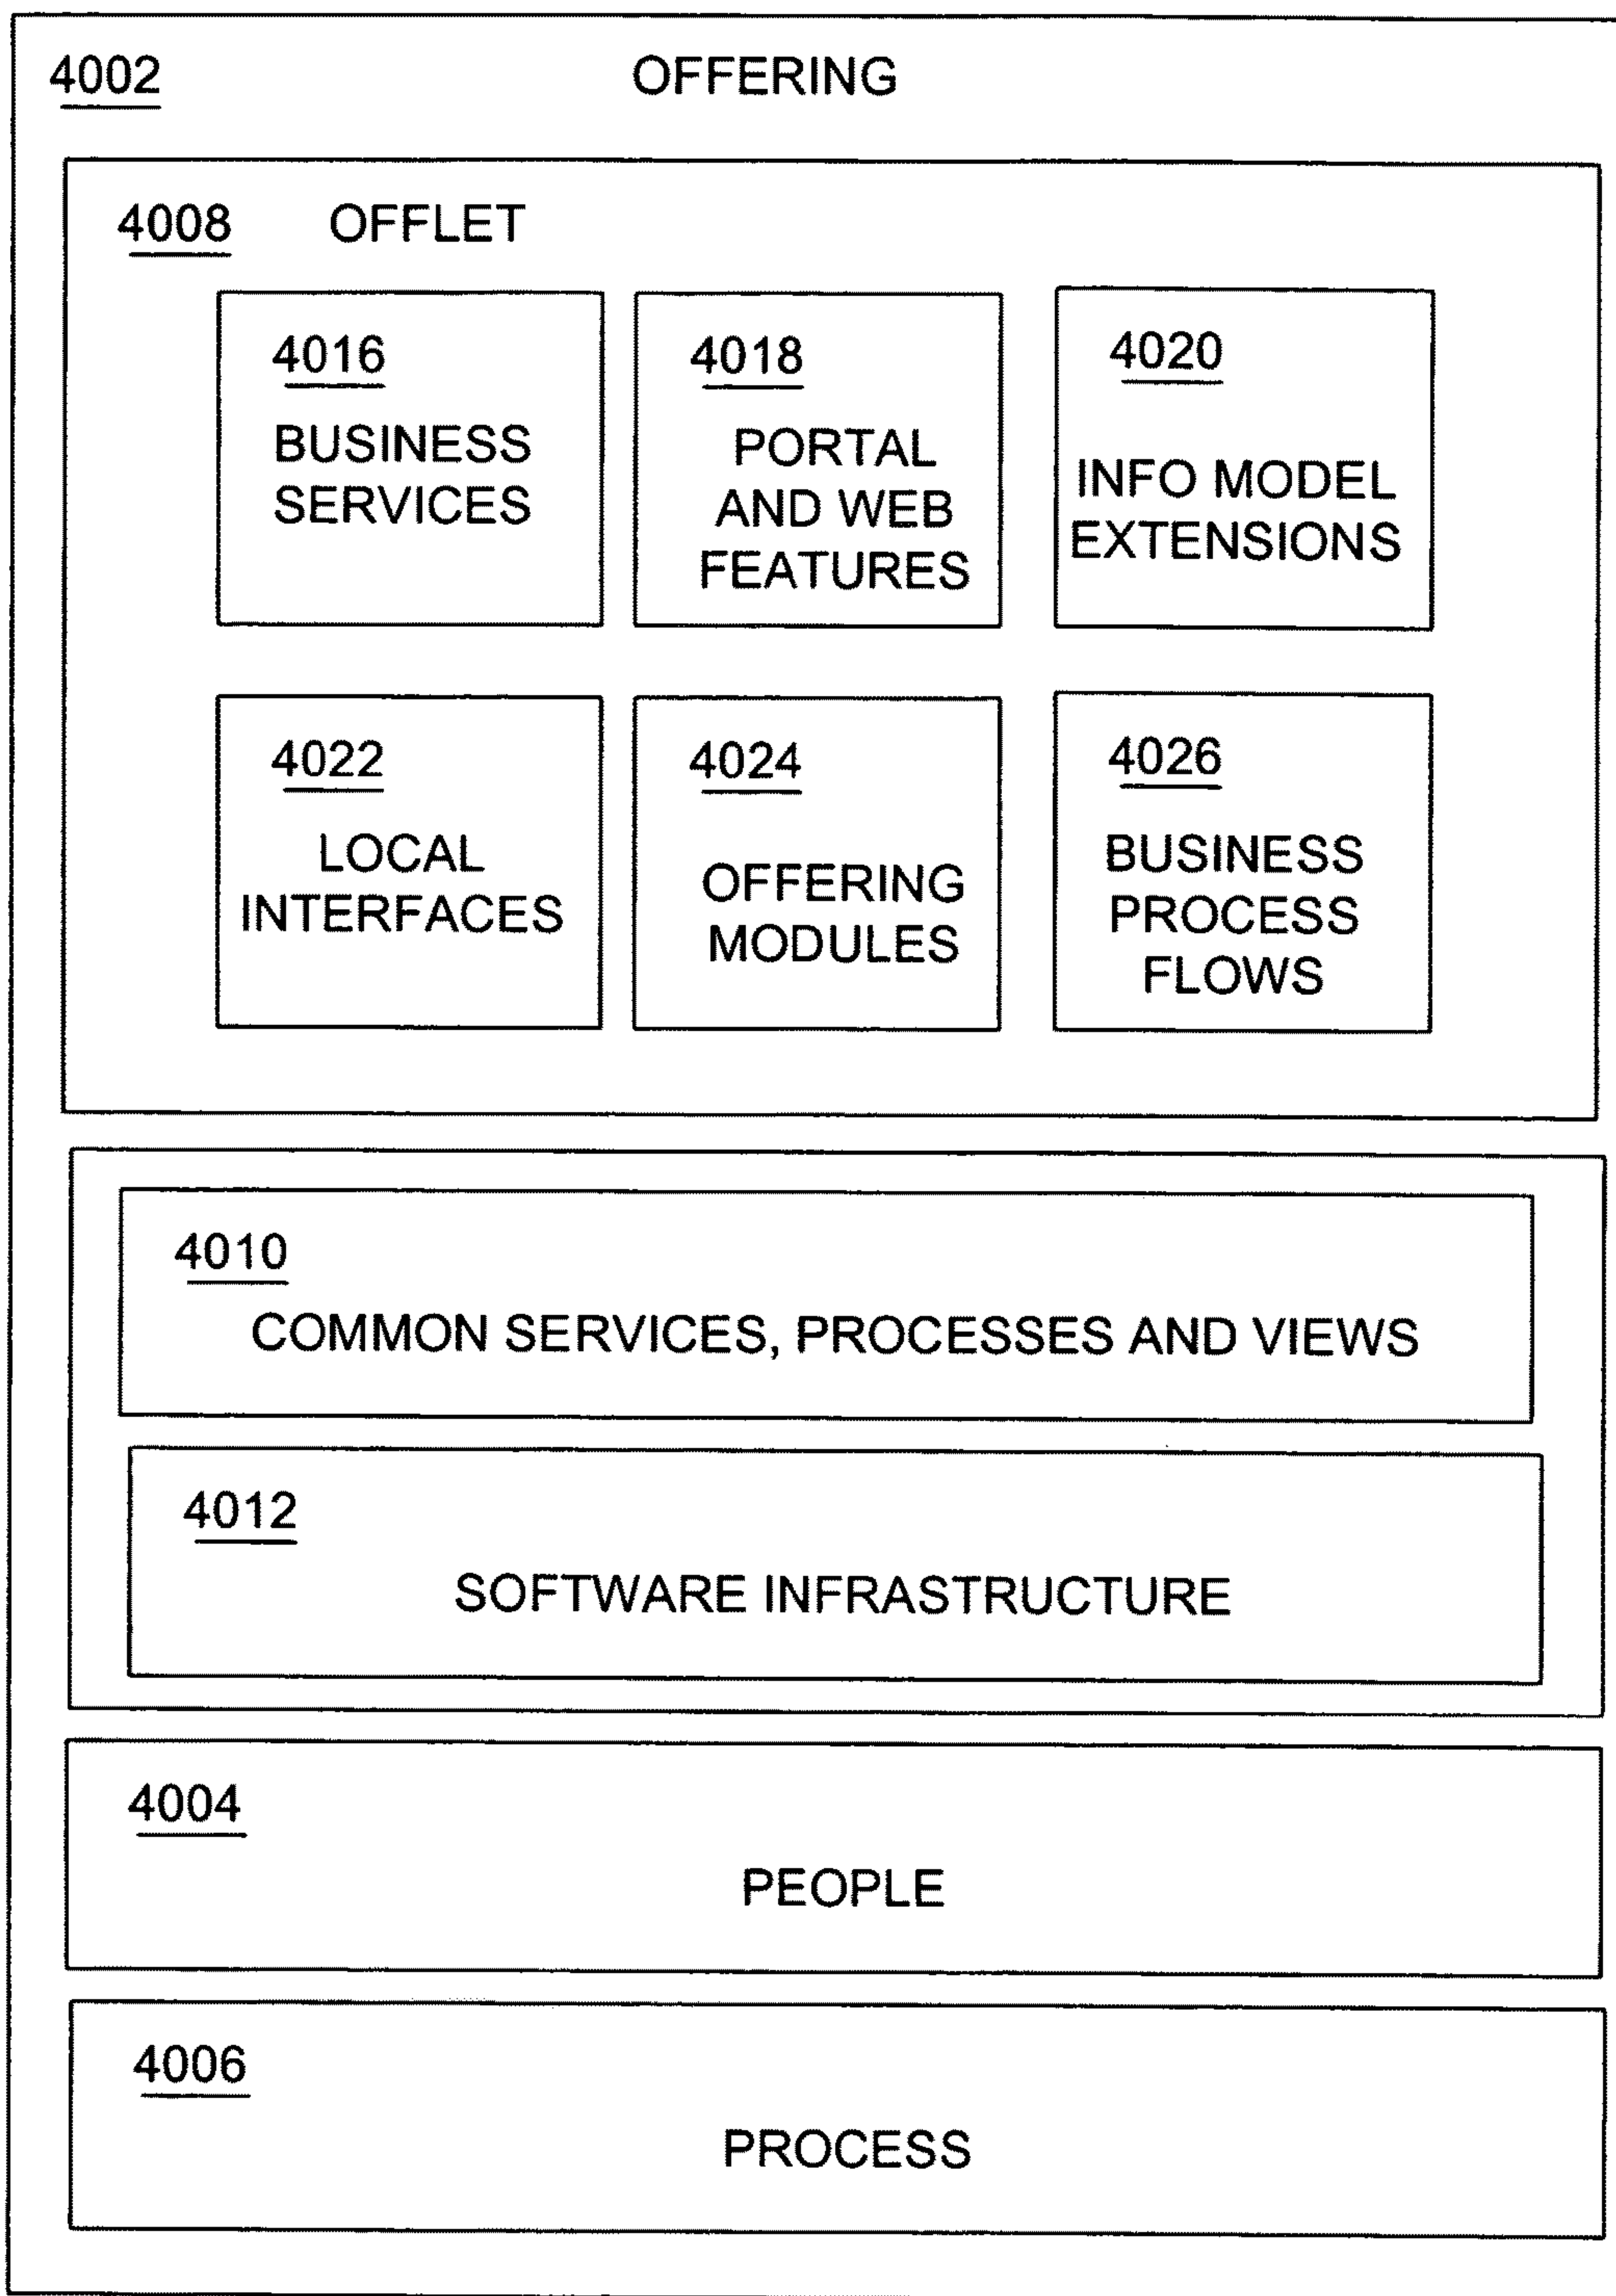 4002 OFFERING
4008 OFFLET
4016
BUSINESS
SERVICES
4018
PORTAL
AND WEB
FEATURES
4020
INFO MODEL
EXTENSIONS
4022
LOCAL
INTERFACES
4024
OFFERING
MODULES
4026
BUSINESS
PROCESS
FLOWS
4010
COMMON SERVICES, PROCESSES AND VIEWS
4012
SOFTWARE INFRASTRUCTURE
4004
PEOPLE
4006
PROCESS